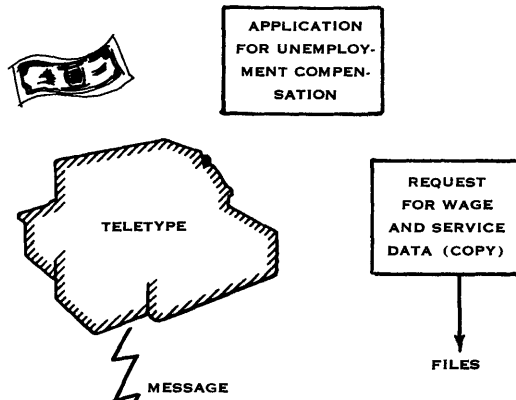 APPLICATION
FOR UNEMPLOY-
MENT COMPEN-
SATION
TELETYPE
REQUEST
FOR WAGE
AND SERVICE
DATA (COPY)
FILES
MESSAGE